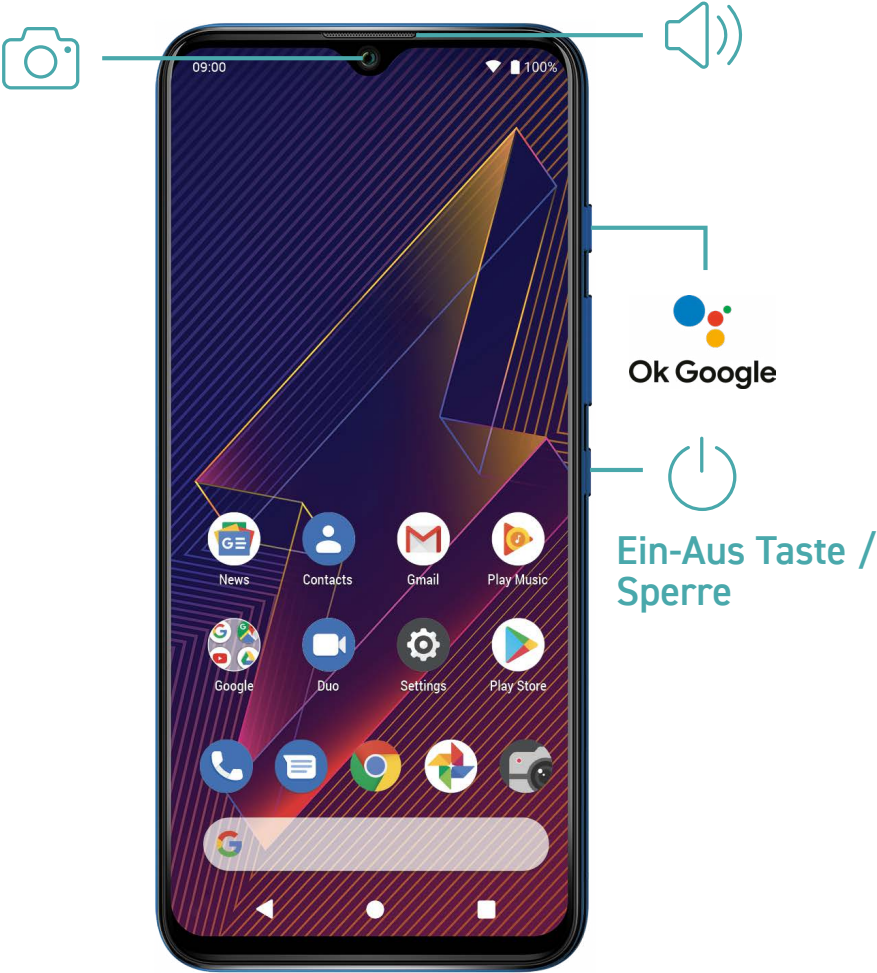 09:00
100%
Ok Google
Ein-Aus Taste /
Sperre
G≡
News
Contacts
Gmail
Play Music
Google
Duo
Settings
Play Store